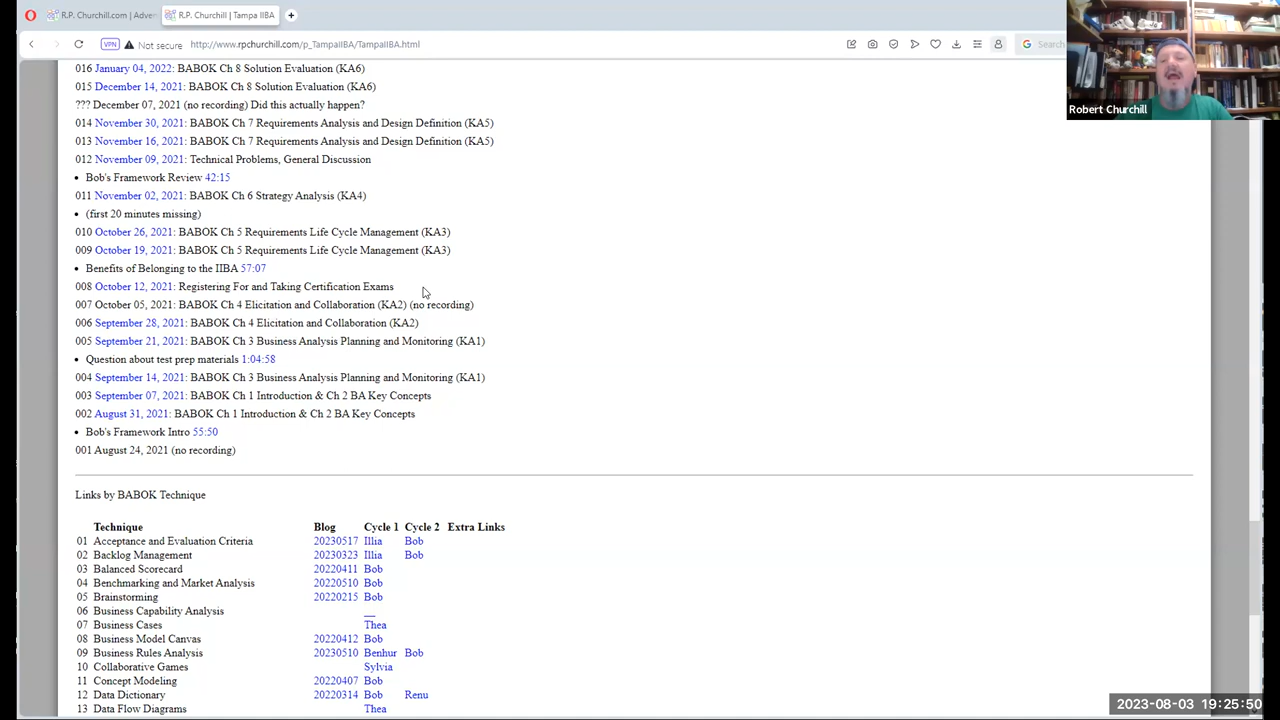 R.P. Churchill.com | Adve
R.P. Churchill | Tampa IIBA
VPN Not secure http://www.rpchurchill.com/p_TampaIIBA/TampaIIBA.html
Search
Robert Churchill
016 January 04, 2022: BABOK Ch 8 Solution Evaluation (KA6)
015 December 14, 2021: BABOK Ch 8 Solution Evaluation (KA6)
??? December 07, 2021 (no recording) Did this actually happen?
014 November 30, 2021: BABOK Ch 7 Requirements Analysis and Design Definition (KA5)
013 November 16, 2021: BABOK Ch 7 Requirements Analysis and Design Definition (KA5)
012 November 09, 2021: Technical Problems, General Discussion
• Bob's Framework Review 42:15
011 November 02, 2021: BABOK Ch 6 Strategy Analysis (KA4)
• (first 20 minutes missing)
010 October 26, 2021: BABOK Ch 5 Requirements Life Cycle Management (KA3)
009 October 19, 2021: BABOK Ch 5 Requirements Life Cycle Management (KA3)
• Benefits of Belonging to the IIBA 57:07
008 October 12, 2021: Registering For and Taking Certification Exams
007 October 05, 2021: BABOK Ch 4 Elicitation and Collaboration (KA2) (no recording)
006 September 28, 2021: BABOK Ch 4 Elicitation and Collaboration (KA2)
005 September 21, 2021: BABOK Ch 3 Business Analysis Planning and Monitoring (KA1)
• Question about test prep materials 1:04:58
004 September 14, 2021: BABOK Ch 3 Business Analysis Planning and Monitoring (KA1)
003 September 07, 2021: BABOK Ch 1 Introduction & Ch 2 BA Key Concepts
002 August 31, 2021: BABOK Ch 1 Introduction & Ch 2 BA Key Concepts
• Bob's Framework Intro 55:50
001 August 24, 2021 (no recording)
Links by BABOK Technique
Technique Blog Cycle 1 Cycle 2 Extra Links
01 Acceptance and Evaluation Criteria 20230517 Illia Bob
02 Backlog Management 20230323 Illia Bob
03 Balanced Scorecard 20220411 Bob
04 Benchmarking and Market Analysis 20220510 Bob
05 Brainstorming 20220215 Bob
06 Business Capability Analysis __
07 Business Cases Thea
08 Business Model Canvas 20220412 Bob
09 Business Rules Analysis 20230510 Benhur Bob
10 Collaborative Games Sylvia
11 Concept Modeling 20220407 Bob
12 Data Dictionary 20220314 Bob Renu
13 Data Flow Diagrams Thea
2023-08-03 19:25:50